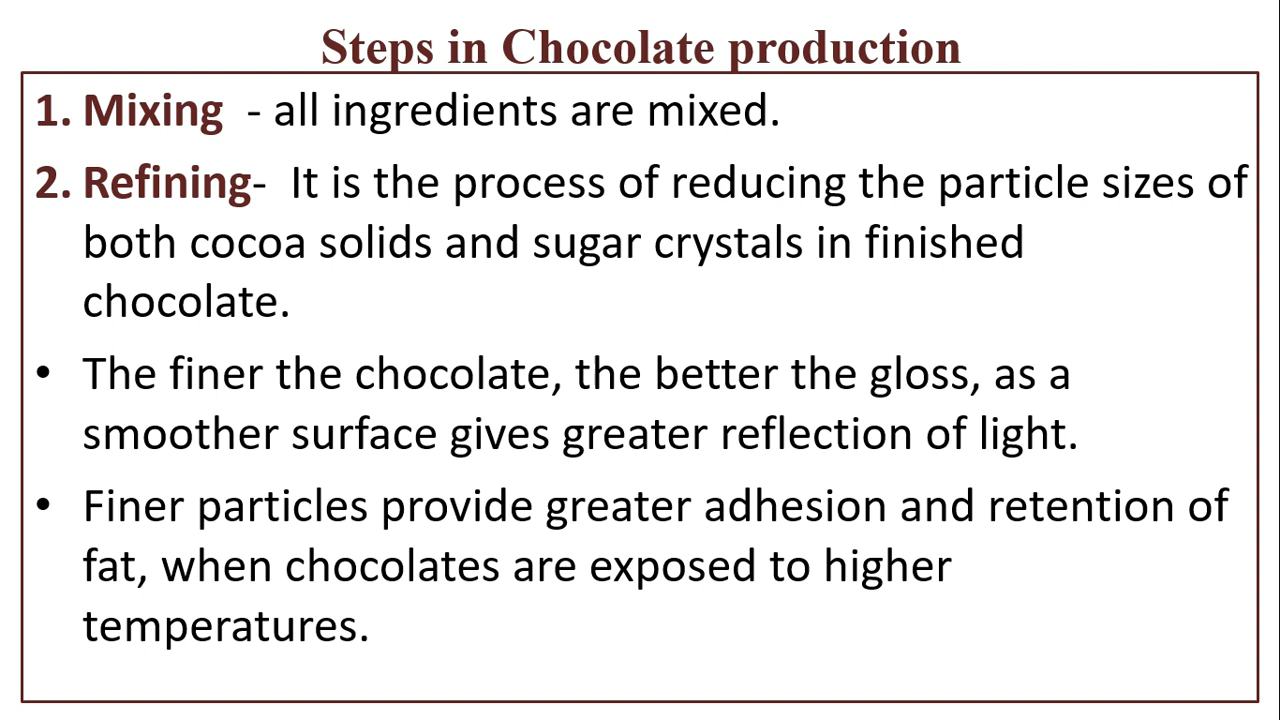 Steps in Chocolate production
1. Mixing - all ingredients are mixed.
2. Refining- It is the process of reducing the particle sizes of
both cocoa solids and sugar crystals in finished
chocolate.
• The finer the chocolate, the better the gloss, as a
smoother surface gives greater reflection of light.
• Finer particles provide greater adhesion and retention of
fat, when chocolates are exposed to higher
temperatures.